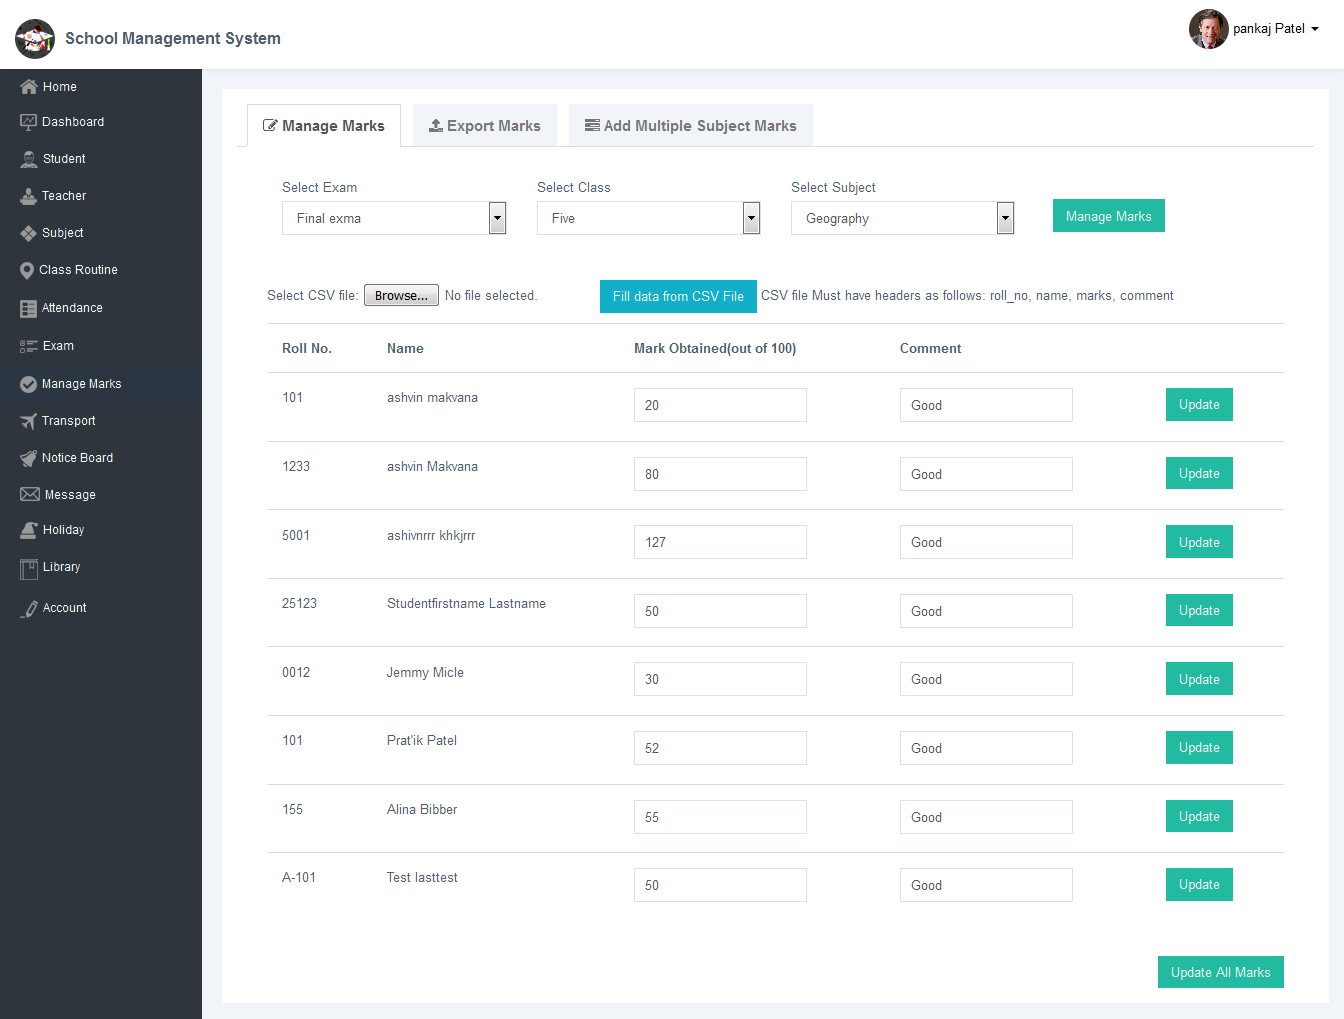 School Management System
pankaj Patel
Home
Dashboard
Student
Teacher
Subject
Class Routine
Attendance
Exam
Manage Marks
Transport
Notice Board
Message
Holiday
Library
Account
Manage Marks Export Marks Add Multiple Subject Marks
Select Exam Select Class Select Subject
Final exma Five Geography Manage Marks
Select CSV file: Browse... No file selected. Fill data from CSV File CSV file Must have headers as follows: roll_no, name, marks, comment
Roll No. Name Mark Obtained(out of 100) Comment
101 ashvin makvana 20 Good Update
1233 ashvin Makvana 80 Good Update
5001 ashivnrrr khkjrrr 127 Good Update
25123 Studentfirstname Lastname 50 Good Update
0012 Jemmy Micle 30 Good Update
101 Prat'ik Patel 52 Good Update
155 Alina Bibber 55 Good Update
A-101 Test lasttest 50 Good Update
Update All Marks